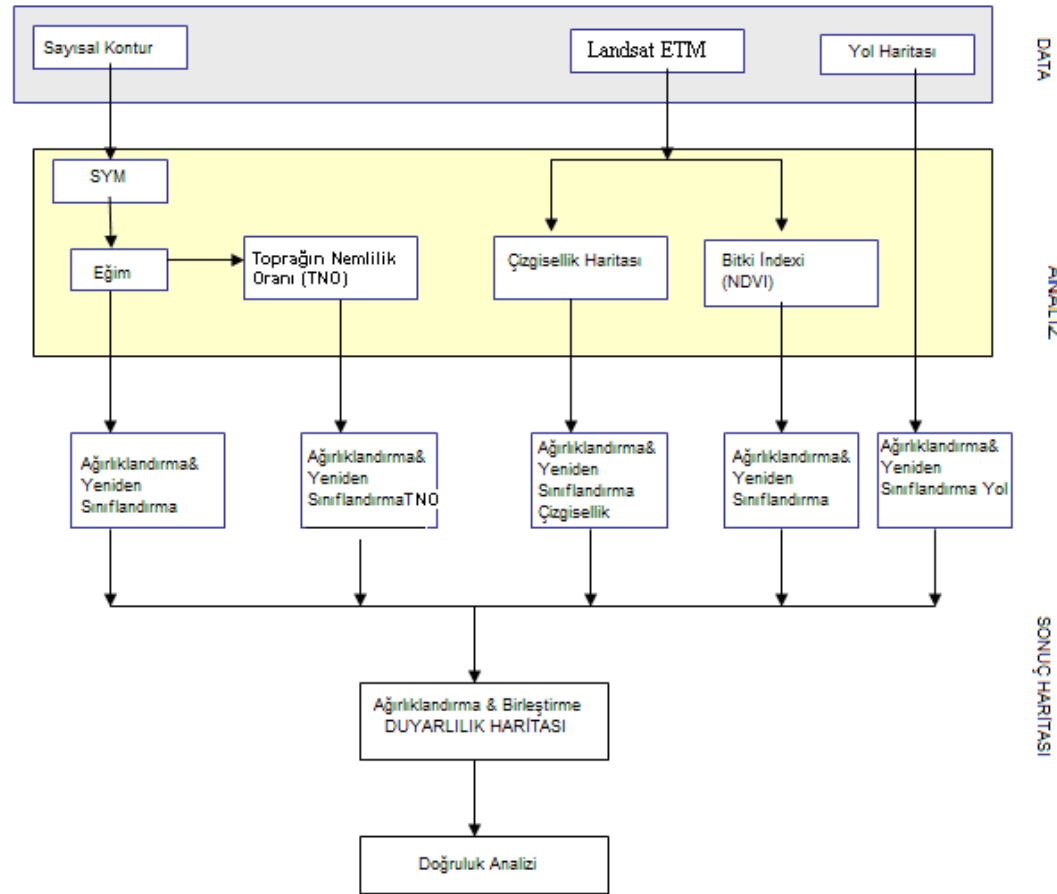 Sayısal Kontur
Landsat ETM
Yol Haritası
DATA
SYM
Eğim
Toprağın Nemlilik
Oranı (TNO)
Çizgisellik Haritası
Bitki İndexi
(NDVI)
ANALİZ
Ağırlıklandırma&
Yeniden
Sınıflandırma
Ağırlıklandırma&
Yeniden
SınıflandırmaTNO
Ağırlıklandırma&
Yeniden
Sınıflandırma
Çizgisellik
Ağırlıklandırma&
Yeniden
Sınıflandırma
Ağırlıklandırma&
Yeniden
Sınıflandırma Yol
SONUÇ HARİTASI
Ağırlıklandırma & Birleştirme
DUYARLILIK HARİTASI
Doğruluk Analizi